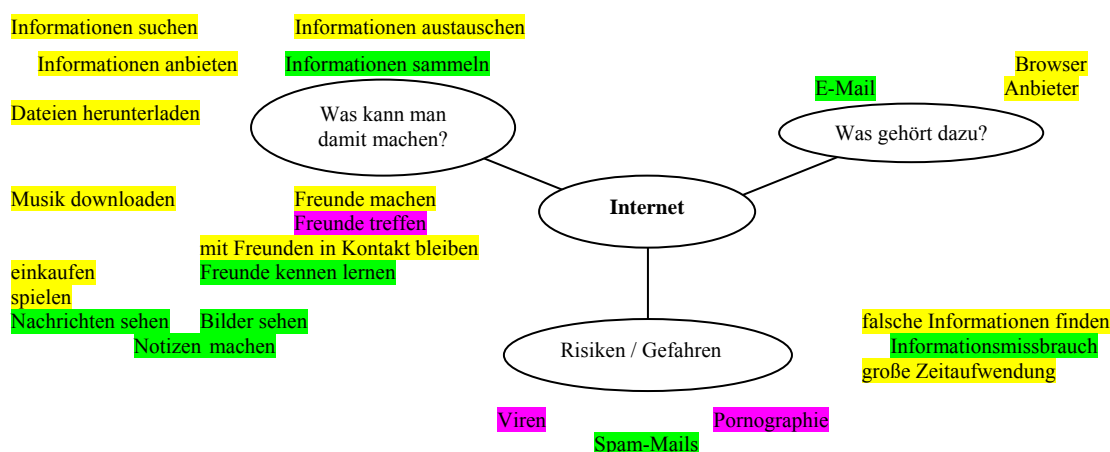 Informationen suchen Informationen austauschen
Informationen anbieten Informationen sammeln
Browser
E-Mail Anbieter
Dateien herunterladen
Was kann man
damit machen?
Was gehört dazu?
Musik downloaden Freunde machen
Internet
Freunde treffen
mit Freunden in Kontakt bleiben
einkaufen Freunde kennen lernen
spielen
Nachrichten sehen Bilder sehen
Notizen machen
falsche Informationen finden
Risiken / Gefahren
Informationsmissbrauch
große Zeitaufwendung
Viren Pornographie
Spam-Mails